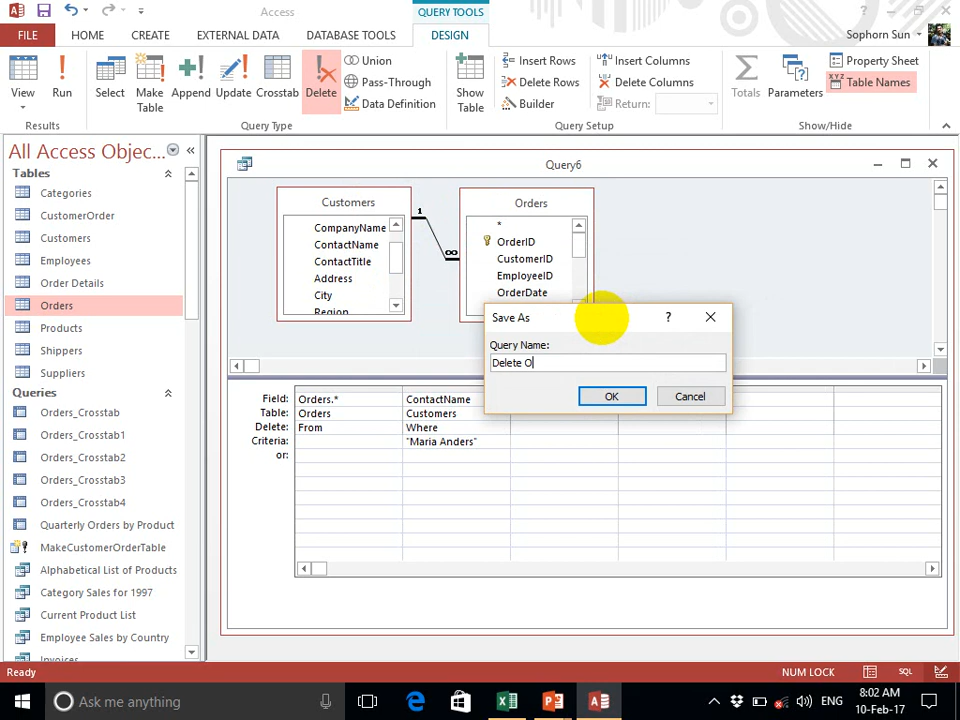 Access
QUERY TOOLS
FILE HOME CREATE EXTERNAL DATA DATABASE TOOLS DESIGN Sophorn Sun
View Run Select Make Table Append Update Crosstab Delete
Union
Pass-Through
Data Definition
Show Table
Insert Rows
Delete Rows
Builder
Insert Columns
Delete Columns
Return:
Totals Parameters
Property Sheet
Table Names
Results Query Type Query Setup Show/Hide
All Access Objec...
Tables
Categories
CustomerOrder
Customers
Employees
Order Details
Orders
Products
Shippers
Suppliers
Queries
Orders_Crosstab
Orders_Crosstab1
Orders_Crosstab2
Orders_Crosstab3
Orders_Crosstab4
Quarterly Orders by Product
MakeCustomerOrderTable
Alphabetical List of Products
Category Sales for 1997
Current Product List
Employee Sales by Country
Invoices
Query6
Customers
CompanyName
ContactName
ContactTitle
Address
City
Region
1
∞
Orders
*
OrderID
CustomerID
EmployeeID
OrderDate
Save As
?
Query Name:
Delete O
OK Cancel
Field: Orders.* ContactName
Table: Orders Customers
Delete: From Where
Criteria: "Maria Anders"
or:
Ready NUM LOCK SQL
Ask me anything
ENG
8:02 AM
10-Feb-17